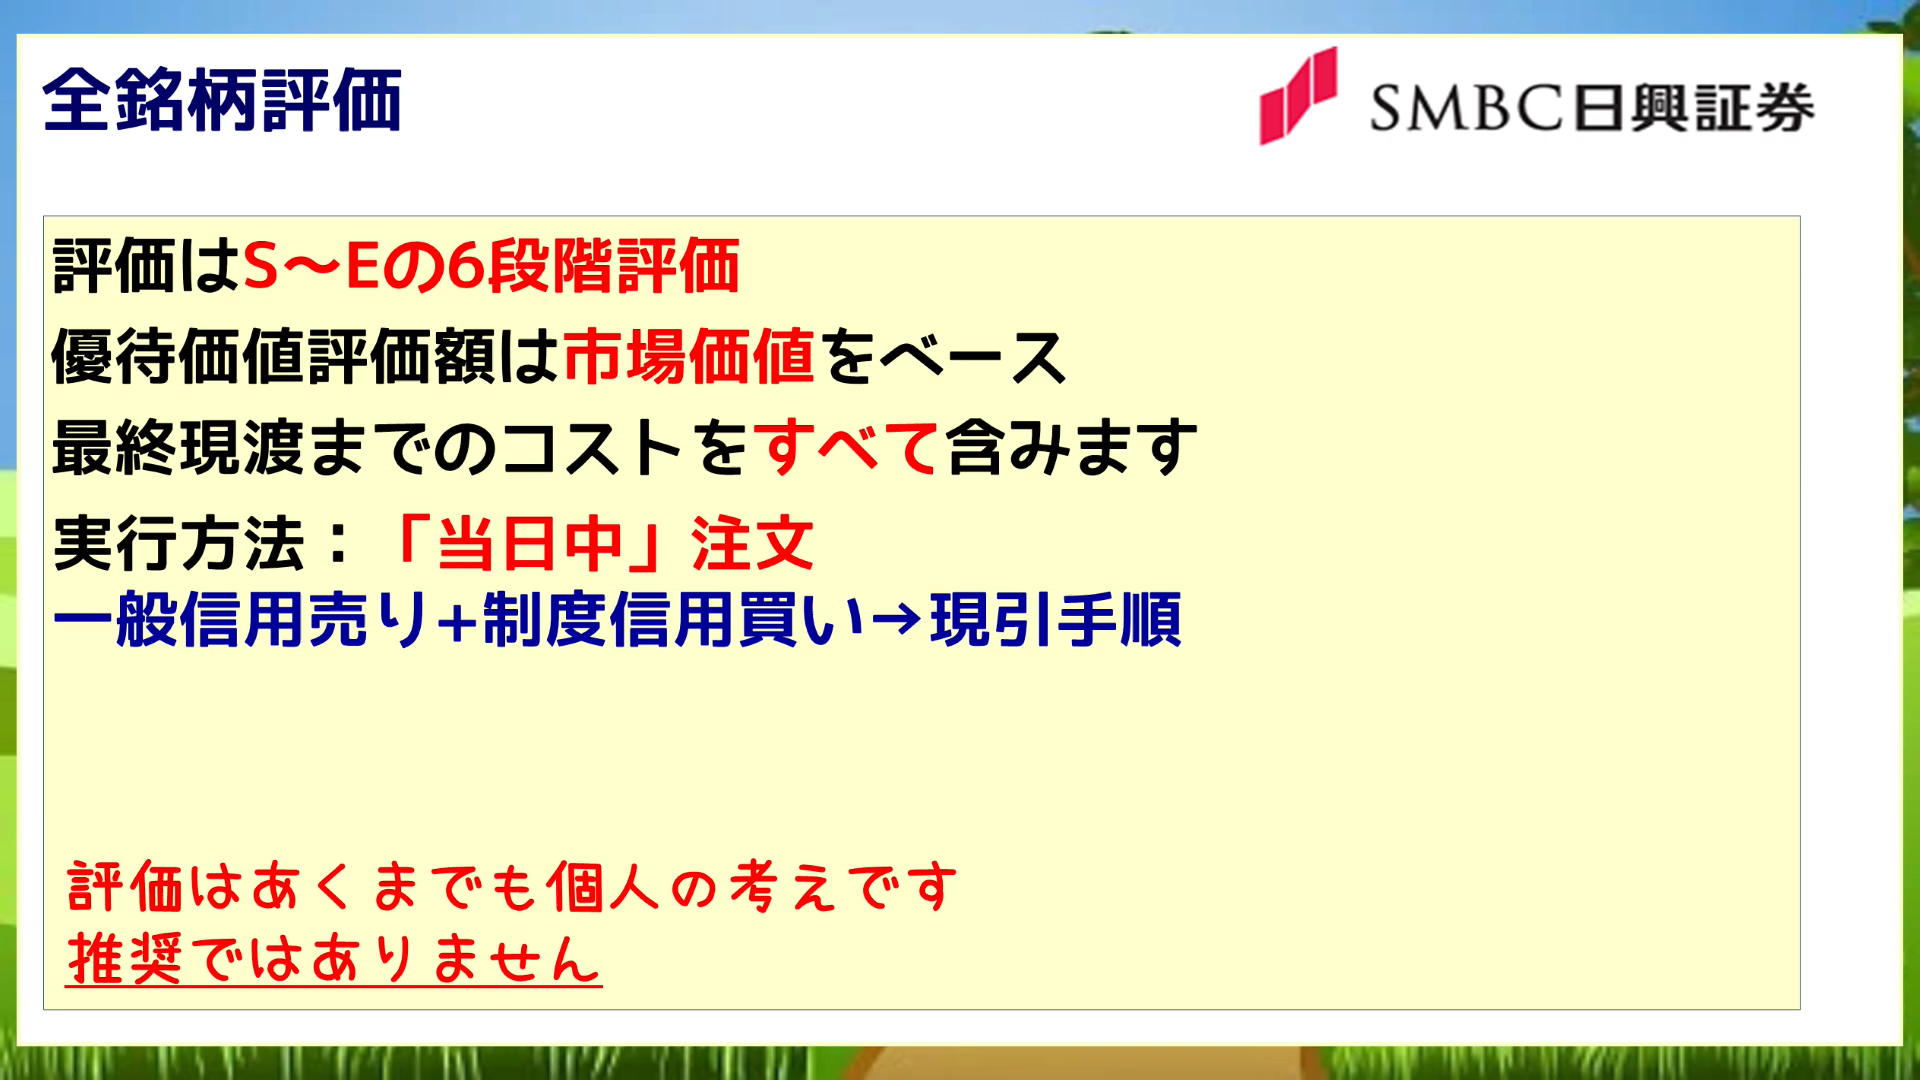 全銘柄評価
SMBC日興証券
評価はS～Eの6段階評価
優待価値評価額は市場価値をベース
最終現渡までのコストをすべて含みます
実行方法：「当日中」注文
一般信用売り+制度信用買い→現引手順
評価はあくまでも個人の考えです
推奨ではありません